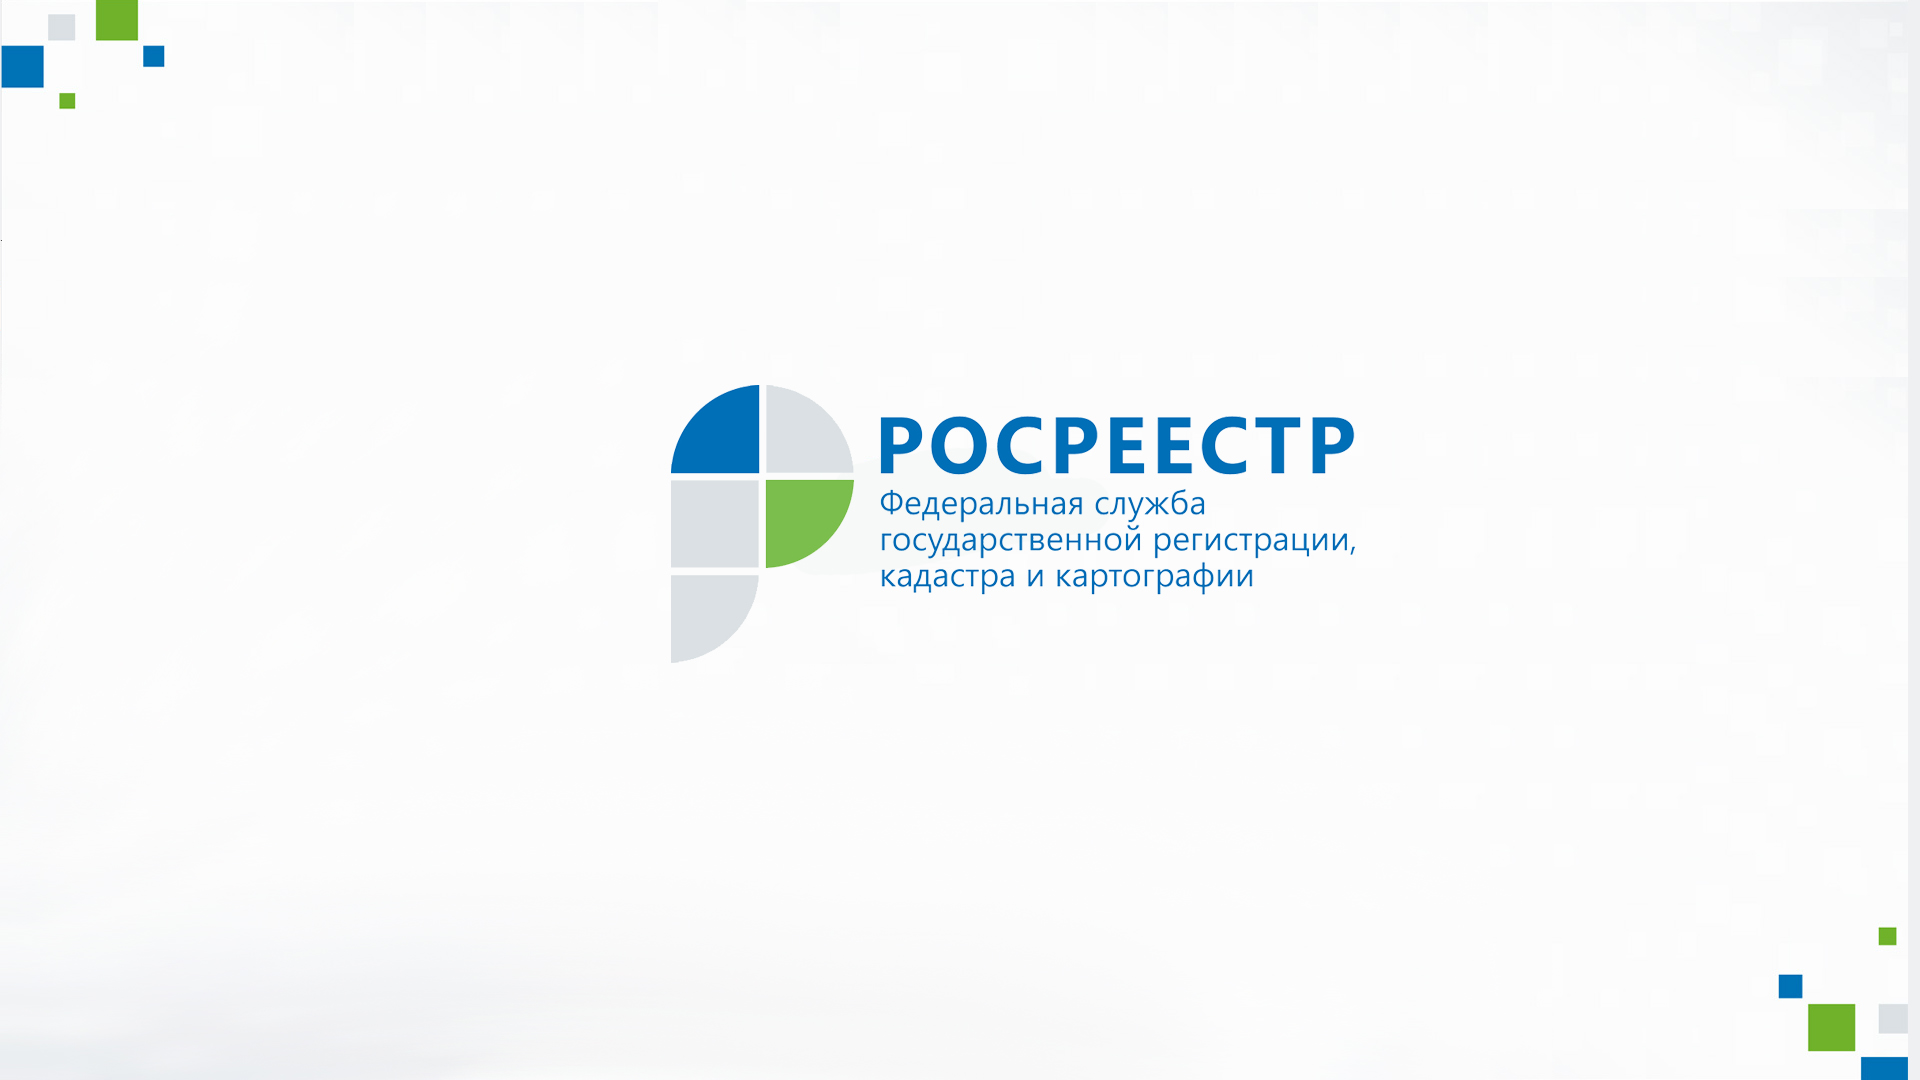 РОСРЕЕСТР
Федеральная служба
государственной регистрации,
кадастра и картографии